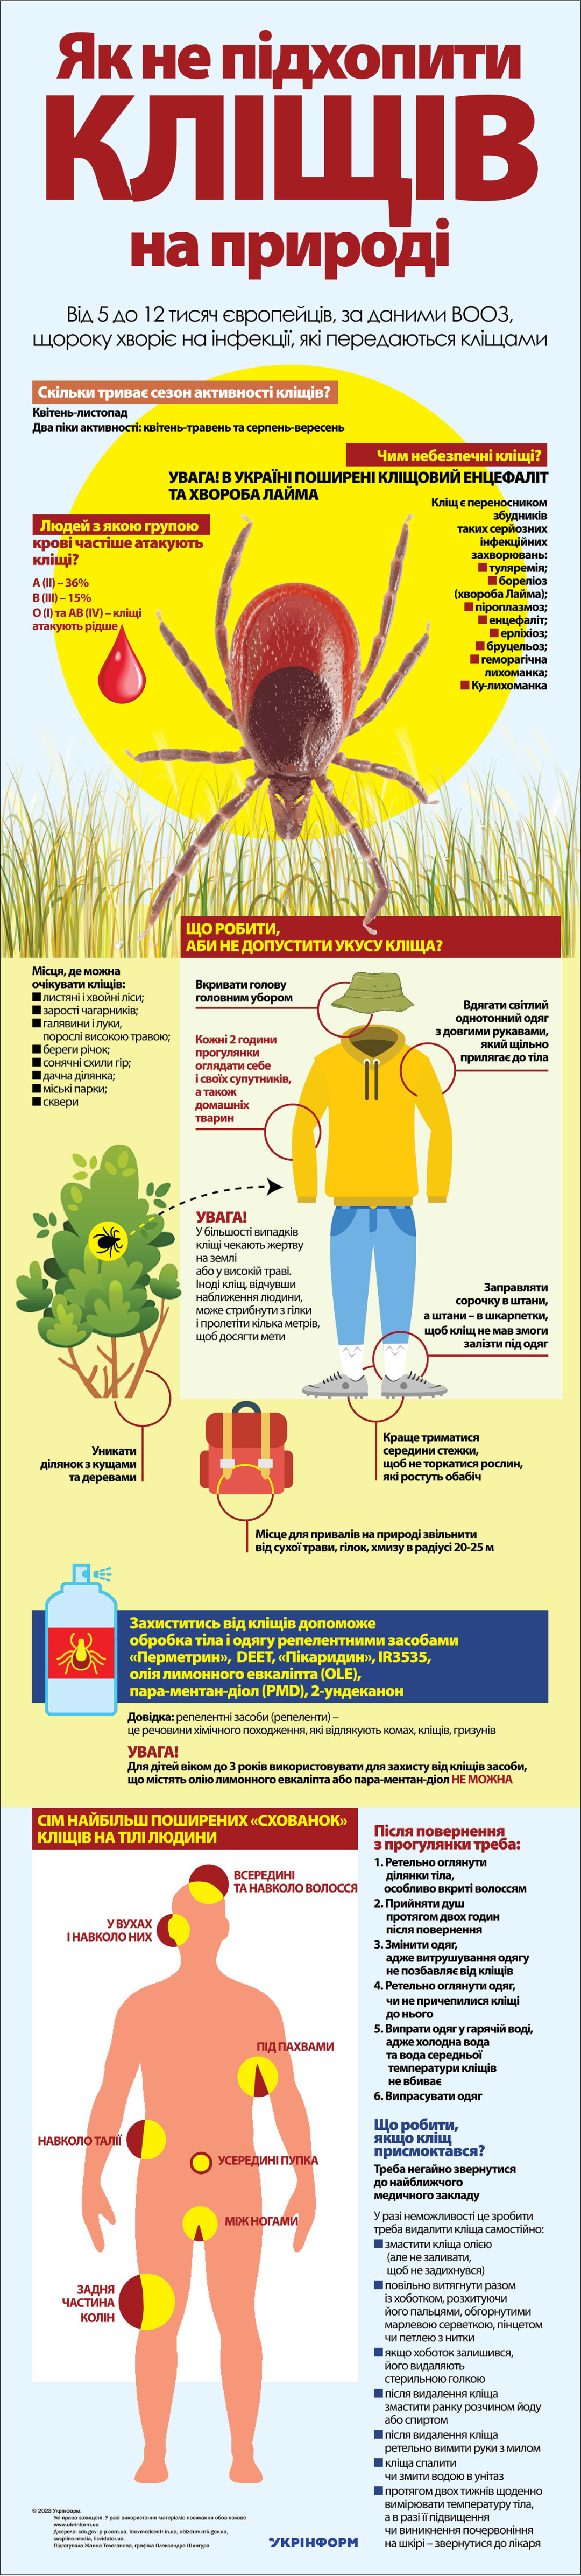 Як не підхопити
КЛІЩІВ
на природі
Від 5 до 12 тисяч європейців, за даними ВООЗ,
щороку хворіє на інфекції, які передаються кліщами
Скільки триває сезон активності кліщів?
Квітень-листопад
Два піки активності: квітень-травень та серпень-вересень
Чим небезпечні кліщі?
УВАГА! В УКРАЇНІ ПОШИРЕНІ КЛІЩОВИЙ ЕНЦЕФАЛІТ
ТА ХВОРОБА ЛАЙМА
Кліщ є переносником
збудників
таких серйозних
інфекційних
захворювань:
туляремія;
бореліоз
(хвороба Лайма);
піроплазмоз;
енцефаліт;
ерліхіоз;
бруцельоз;
геморагічна
лихоманка;
Ку-лихоманка
Людей з якою групою
крові частіше атакують
кліщі?
A (II) – 36%
B (III) – 15%
O (I) та AB (IV) – кліщі
атакують рідше
ЩО РОБИТИ,
АБИ НЕ ДОПУСТИТИ УКУСУ КЛІЩА?
Місця, де можна
очікувати кліщів:
листяні і хвойні ліси;
зарості чагарників;
галявини і луки,
порослі високою травою;
береги річок;
сонячні схили гір;
дачна ділянка;
міські парки;
сквери
Вкривати голову
головним убором
Кожні 2 години
прогулянки
оглядати себе
і своїх супутників,
а також
домашніх
тварин
Вдягати світлий
однотонний одяг
з довгими рукавами,
який щільно
прилягає до тіла
УВАГА!
У більшості випадків
кліщі чекають жертву
на землі
або у високій траві.
Іноді кліщ, відчувши
наближення людини,
може стрибнути з гілки
і пролетіти кілька метрів,
щоб досягти мети
Заправляти
сорочку в штани,
а штани – в шкарпетки,
щоб кліщ не мав змоги
залізти під одяг
Уникати
ділянок з кущами
та деревами
Краще триматися
середини стежки,
щоб не торкатися рослин,
які ростуть обабіч
Місце для привалів на природі звільнити
від сухої трави, гілок, хмизу в радіусі 20-25 м
Захиститись від кліщів допоможе
обробка тіла і одягу репелентними засобами
«Перметрин», DEET, «Пікаридин», IR3535,
олія лимонного евкаліпта (OLE),
пара-ментан-діол (PMD), 2-ундеканон
Довідка: репелентні засоби (репеленти) –
це речовини хімічного походження, які відлякують комах, кліщів, гризунів
УВАГА!
Для дітей віком до 3 років використовувати для захисту від кліщів засоби,
що містять олію лимонного евкаліпта або пара-ментан-діол НЕ МОЖНА
СІМ НАЙБІЛЬШ ПОШИРЕНИХ «СХОВАНОК»
КЛІЩІВ НА ТІЛІ ЛЮДИНИ
ВСЕРЕДИНІ
ТА НАВКОЛО ВОЛОССЯ
У ВУХАХ
І НАВКОЛО НИХ
ПІД ПАХВАМИ
НАВКОЛО ТАЛІЇ
УСЕРЕДИНІ ПУПКА
МІЖ НОГАМИ
ЗАДНЯ
ЧАСТИНА
КОЛІН
Після повернення
з прогулянки треба:
1. Ретельно оглянути
ділянки тіла,
особливо вкриті волоссям
2. Прийняти душ
протягом двох годин
після повернення
3. Змінити одяг,
адже витрушування одягу
не позбавляє від кліщів
4. Ретельно оглянути одяг,
чи не причепилися кліщі
до нього
5. Випрати одяг у гарячій воді,
адже холодна вода
та вода середньої
температури кліщів
не вбиває
6. Випрасувати одяг
Що робити,
якщо кліщ
присмоктався?
Треба негайно звернутися
до найближчого
медичного закладу
У разі неможливості це зробити
треба видалити кліща самостійно:
змастити кліща олією
(але не заливати,
щоб не задихнувся)
повільно витягнути разом
із хоботком, розхитуючи
його пальцями, обгорнутими
марлевою серветкою, пінцетом
чи петлею з нитки
якщо хоботок залишився,
його видаляють
стерильною голкою
після видалення кліща
змастити ранку розчином йоду
або спиртом
після видалення кліща
ретельно вимити руки з милом
кліща спалити
чи змити водою в унітаз
протягом двох тижнів щоденно
вимірювати температуру тіла,
а в разі її підвищення
чи виникнення почервоніння
на шкірі – звернутися до лікаря
© 2023 Укрінформ.
Усі права захищені. У разі використання матеріалів посилання обов'язкове
www.ukrinform.ua
Джерела: cdc.gov, p-p.com.ua, brovmedcentr.in.ua, oblzdrav.mk.gov.ua,
suspilne.media, licvidator.ua.
Підготувала Жанна Телеганова, графіка Олександра Шингура
УКРІНФОРМ